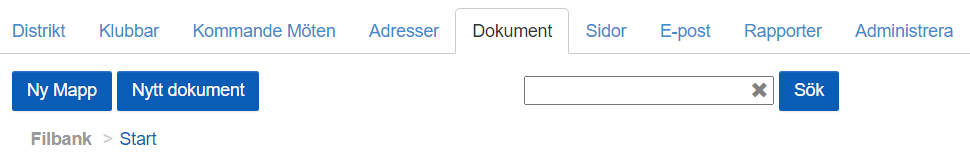 Distrikt Klubbar Kommande Möten Adresser Dokument Sidor E-post Rapporter Administrera
Ny Mapp Nytt dokument Sök
Filbank > Start